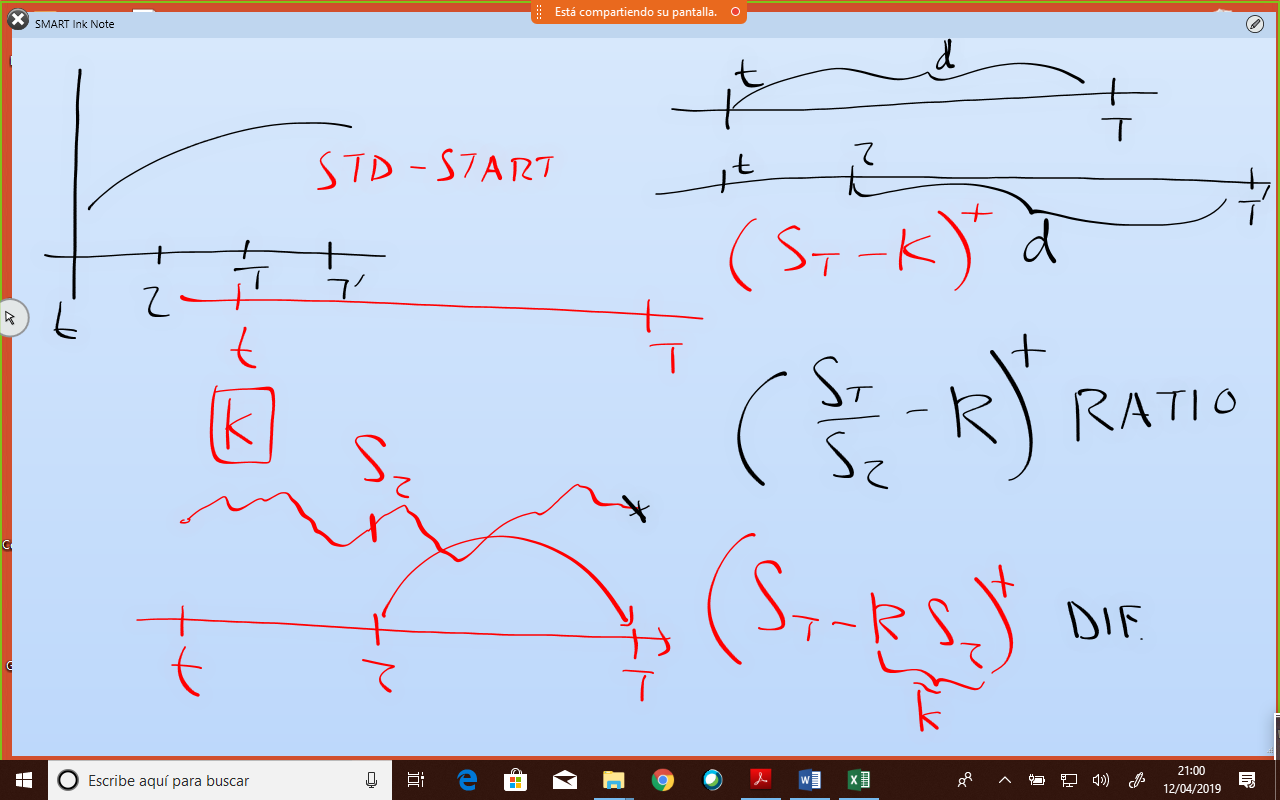 Está compartiendo su pantalla.
SMART Ink Note
t d T
t τ T'
d
STD-START
(S_T - K)^+
t τ T T'
t T
K
(S_T/S_τ - R)^+ RATIO
S_τ
(S_T - R S_τ)^+ DIF.
K̃
t τ T
Escribe aquí para buscar
21:00
12/04/2019